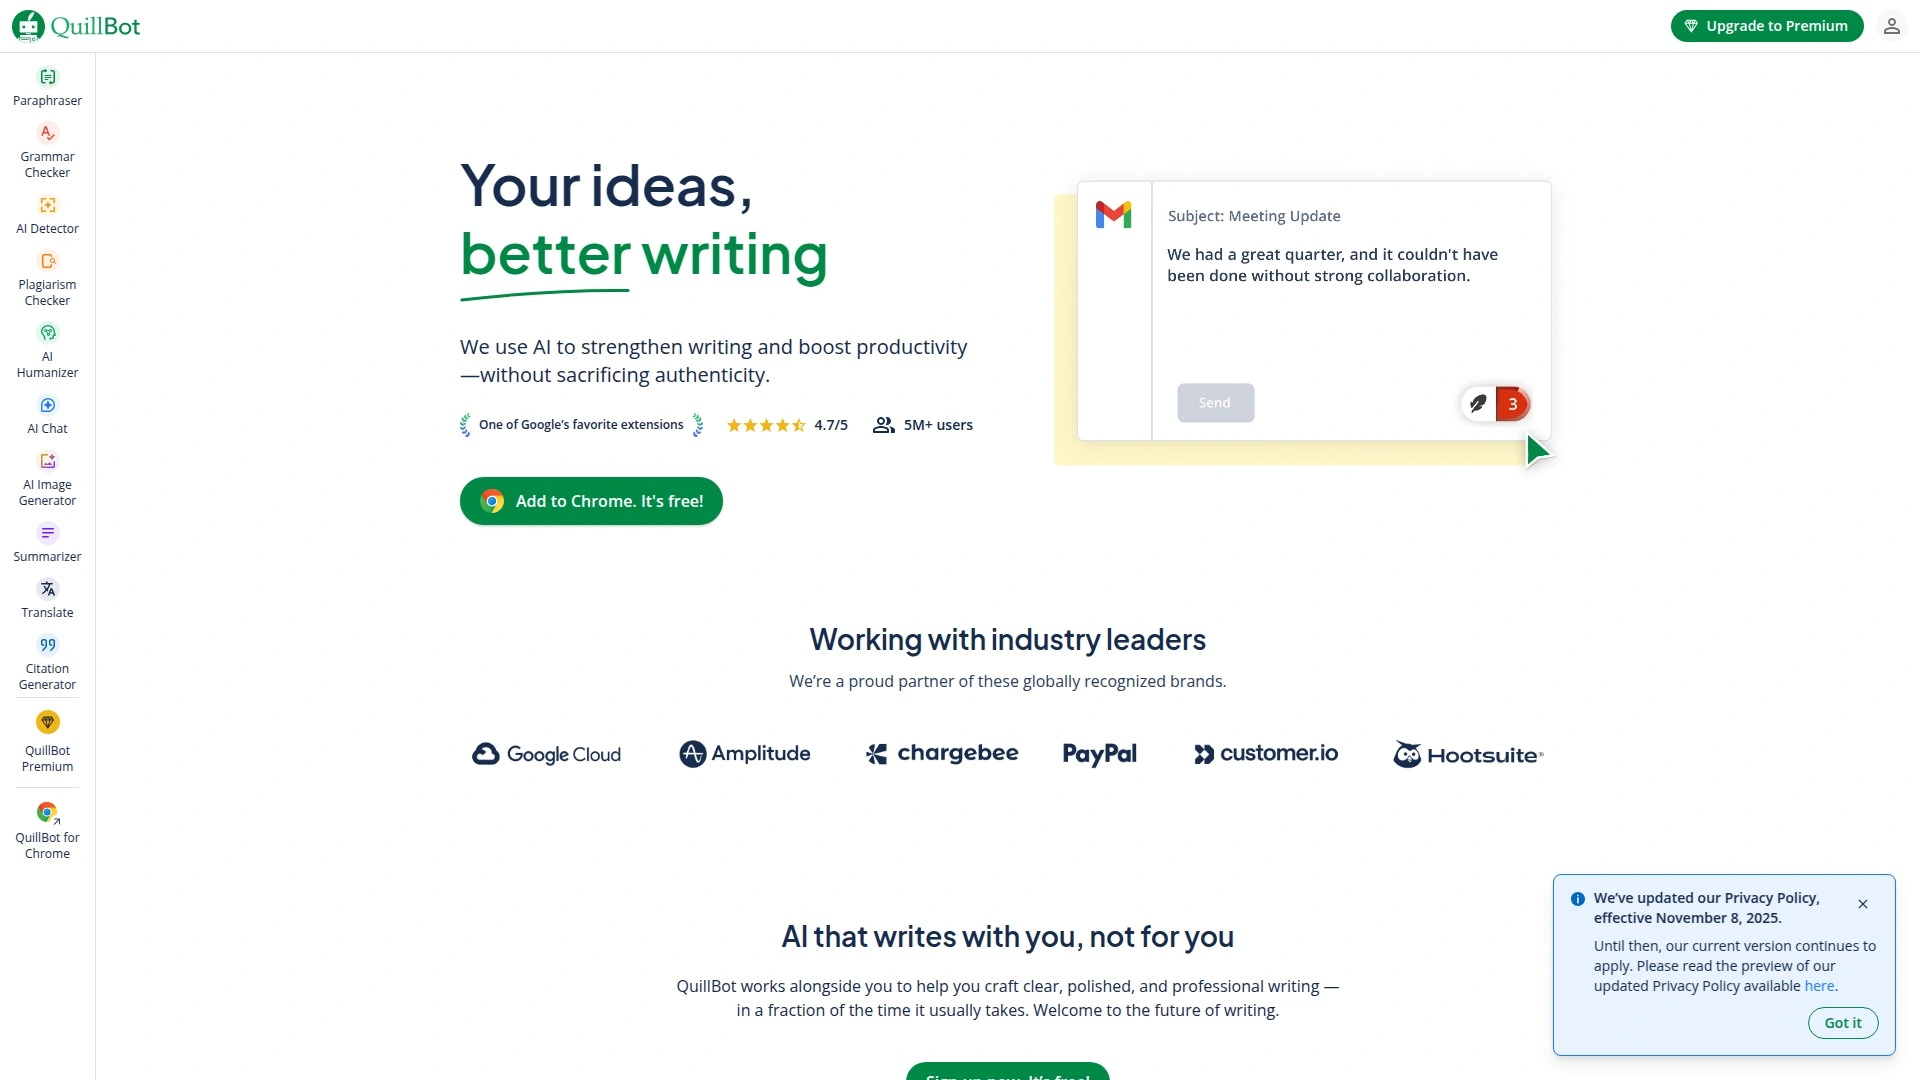 QuillBot
Upgrade to Premium
Paraphraser
Grammar
Checker
AI Detector
Plagiarism
Checker
AI
Humanizer
AI Chat
AI Image
Generator
Summarizer
Translate
Citation
Generator
QuillBot
Premium
QuillBot for
Chrome
Your ideas,
better writing
We use AI to strengthen writing and boost productivity
—without sacrificing authenticity.
One of Google’s favorite extensions
4.7/5
5M+ users
Add to Chrome. It's free!
Subject: Meeting Update
We had a great quarter, and it couldn't have
been done without strong collaboration.
Send
3
Working with industry leaders
We’re a proud partner of these globally recognized brands.
Google Cloud
Amplitude
chargebee
PayPal
customer.io
Hootsuite®
AI that writes with you, not for you
QuillBot works alongside you to help you craft clear, polished, and professional writing —
in a fraction of the time it usually takes. Welcome to the future of writing.
Sign up now. It's free!
We’ve updated our Privacy Policy,
effective November 8, 2025.
Until then, our current version continues to
apply. Please read the preview of our
updated Privacy Policy available here.
Got it